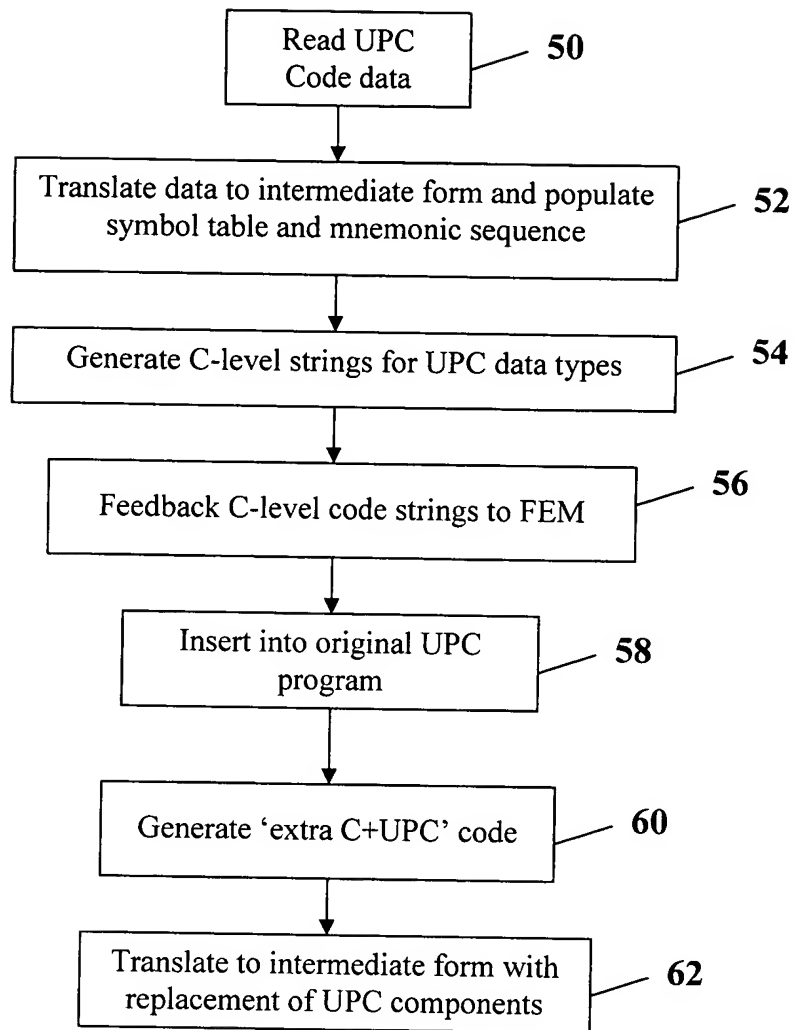 Read UPC
Code data
50
Translate data to intermediate form and populate
symbol table and mnemonic sequence
52
Generate C-level strings for UPC data types
54
Feedback C-level code strings to FEM
56
Insert into original UPC
program
58
Generate ‘extra C+UPC’ code
60
Translate to intermediate form with
replacement of UPC components
62